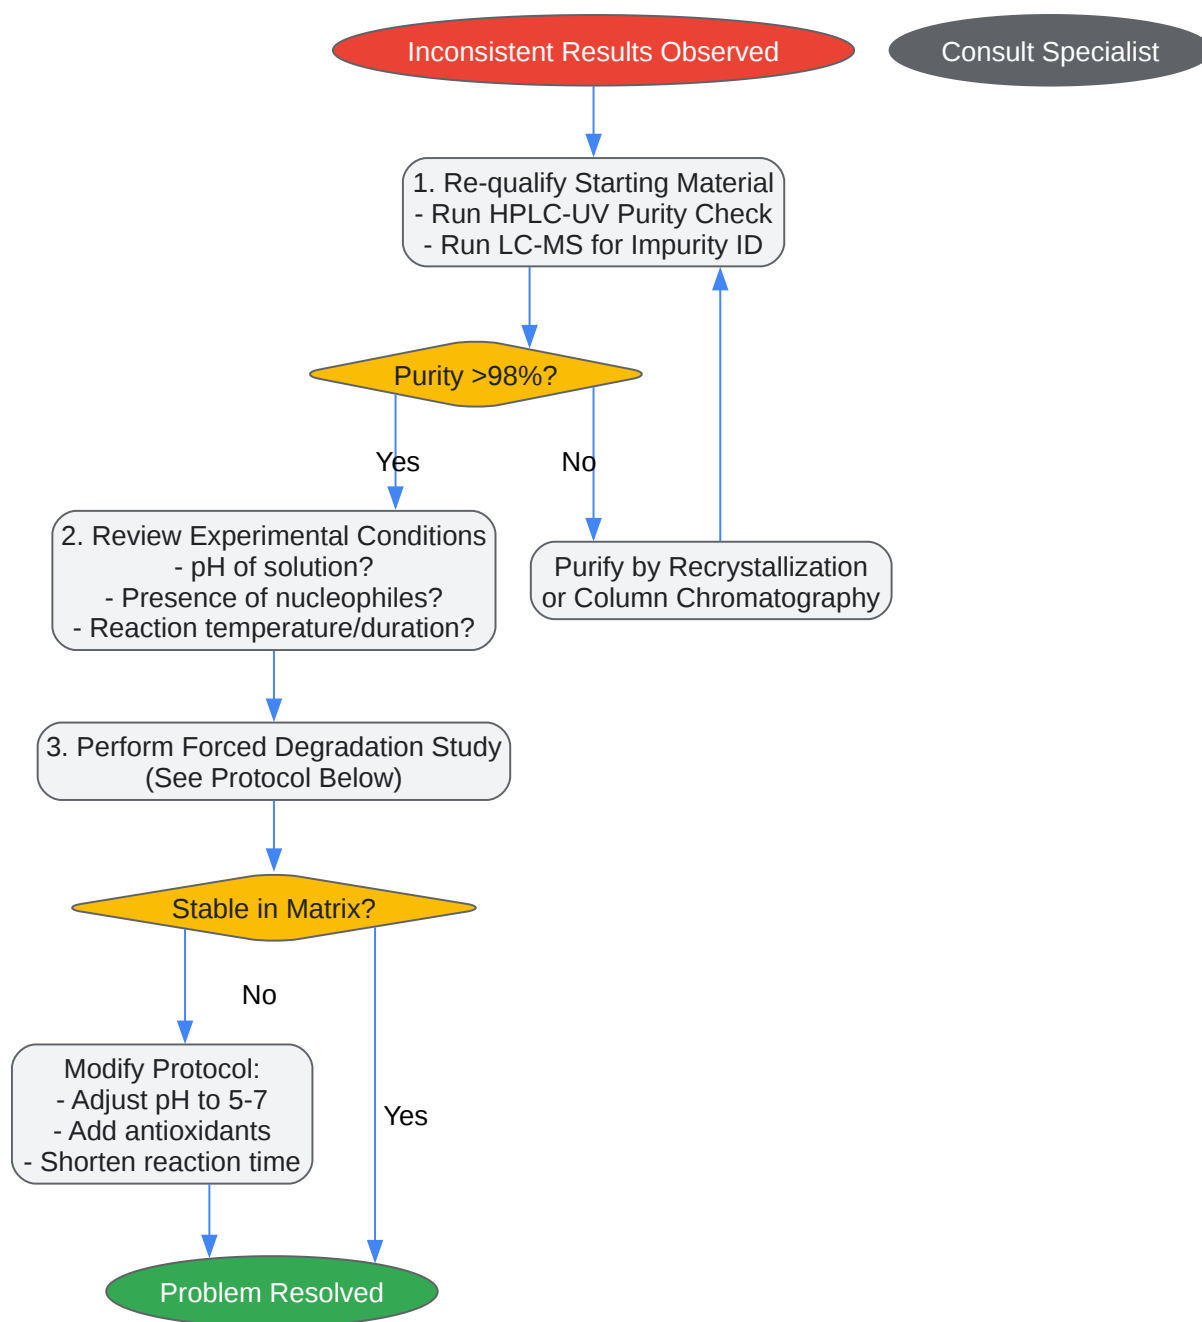 Inconsistent Results Observed
Consult Specialist
1. Re-qualify Starting Material
- Run HPLC-UV Purity Check
- Run LC-MS for Impurity ID
Purity >98%?
Yes
No
2. Review Experimental Conditions
- pH of solution?
- Presence of nucleophiles?
- Reaction temperature/duration?
Purify by Recrystallization
or Column Chromatography
3. Perform Forced Degradation Study
(See Protocol Below)
Stable in Matrix?
No
Modify Protocol:
- Adjust pH to 5-7
- Add antioxidants
- Shorten reaction time
Yes
Problem Resolved